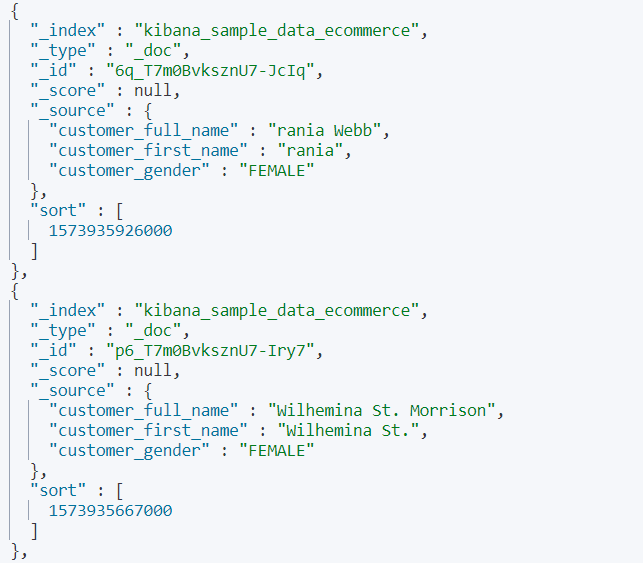 {
"_index" : "kibana_sample_data_ecommerce",
"_type" : "_doc",
"_id" : "6q_T7m0BvksznU7-JcIq",
"_score" : null,
"_source" : {
"customer_full_name" : "rania Webb",
"customer_first_name" : "rania",
"customer_gender" : "FEMALE"
},
"sort" : [
1573935926000
]
},
{
"_index" : "kibana_sample_data_ecommerce",
"_type" : "_doc",
"_id" : "p6_T7m0BvksznU7-Iry7",
"_score" : null,
"_source" : {
"customer_full_name" : "Wilhemina St. Morrison",
"customer_first_name" : "Wilhemina St.",
"customer_gender" : "FEMALE"
},
"sort" : [
1573935667000
]
},